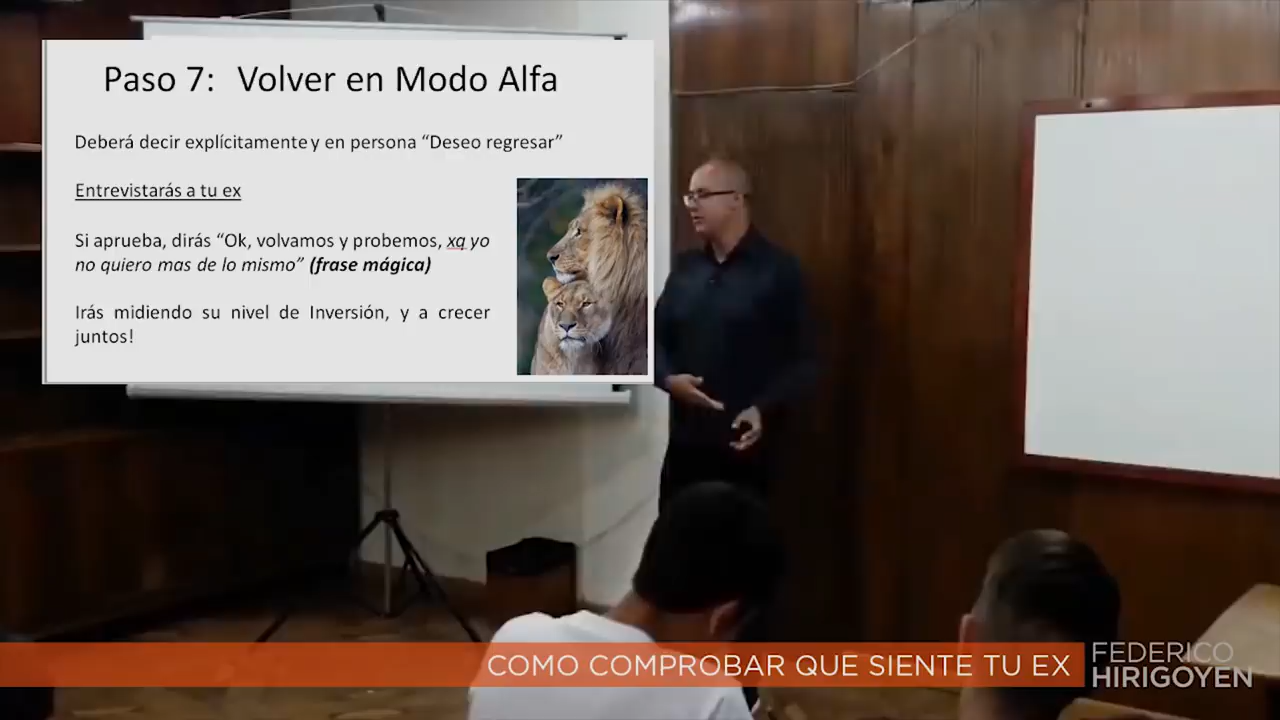 Paso 7: Volver en Modo Alfa
Deberá decir explícitamente y en persona “Deseo regresar”
Entrevistarás a tu ex
Si aprueba, dirás “Ok, volvamos y probemos, xq yo
no quiero mas de lo mismo” (frase mágica)
Irás midiendo su nivel de Inversión, y a crecer
juntos!
COMO COMPROBAR QUE SIENTE TU EX
FEDERICO
HIRIGOYEN